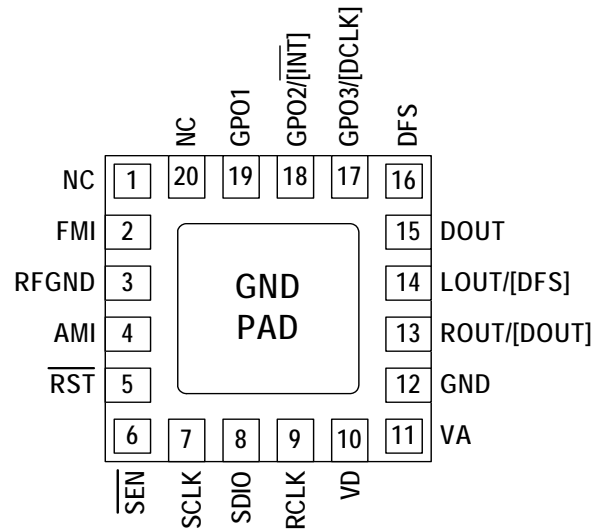 NC
GPO1
GPO2/[INT]
GPO3/[DCLK]
DFS
NC 1 20 19 18 17 16
FMI 2 15 DOUT
RFGND 3 GND 14 LOUT/[DFS]
AMI 4 PAD 13 ROUT/[DOUT]
RST 5 12 GND
6 7 8 9 10 11 VA
SEN
SCLK
SDIO
RCLK
VD